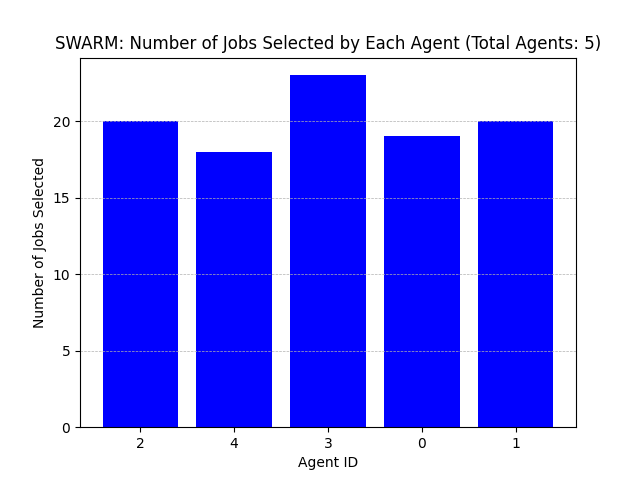 SWARM: Number of Jobs Selected by Each Agent (Total Agents: 5)
Number of Jobs Selected
20
15
10
5
0
2 4 3 0 1
Agent ID